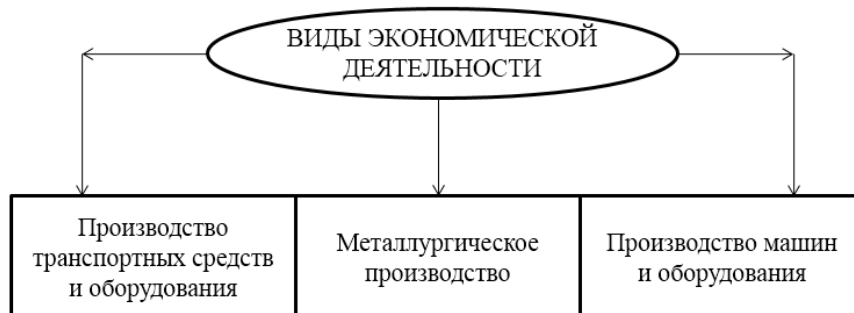 ВИДЫ ЭКОНОМИЧЕСКОЙ
ДЕЯТЕЛЬНОСТИ
Производство
транспортных средств
и оборудования
Металлургическое
производство
Производство машин
и оборудования